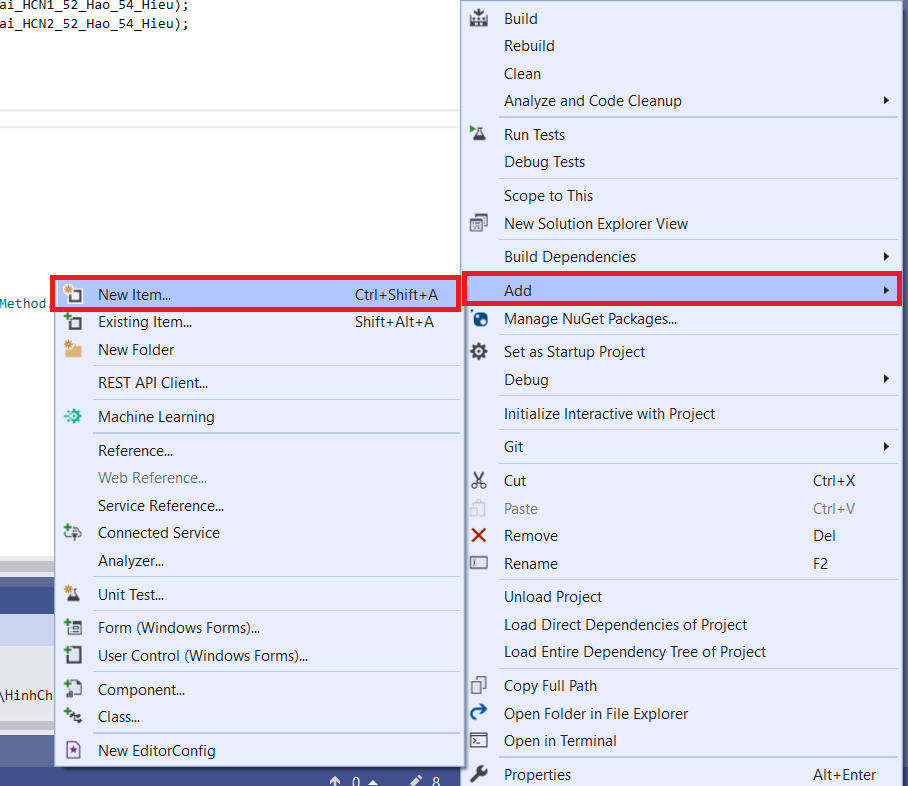 ai_HCN1_52_Hao_54_Hieu);
ai_HCN2_52_Hao_54_Hieu);
Method.
\HinhCh
0
8
Build
Rebuild
Clean
Analyze and Code Cleanup
Run Tests
Debug Tests
Scope to This
New Solution Explorer View
Build Dependencies
Add
Manage NuGet Packages...
Set as Startup Project
Debug
Initialize Interactive with Project
Git
Cut Ctrl+X
Paste Ctrl+V
Remove Del
Rename F2
Unload Project
Load Direct Dependencies of Project
Load Entire Dependency Tree of Project
Copy Full Path
Open Folder in File Explorer
Open in Terminal
Properties Alt+Enter
New Item... Ctrl+Shift+A
Existing Item... Shift+Alt+A
New Folder
REST API Client...
Machine Learning
Reference...
Web Reference...
Service Reference...
Connected Service
Analyzer...
Unit Test...
Form (Windows Forms)...
User Control (Windows Forms)...
Component...
Class...
New EditorConfig